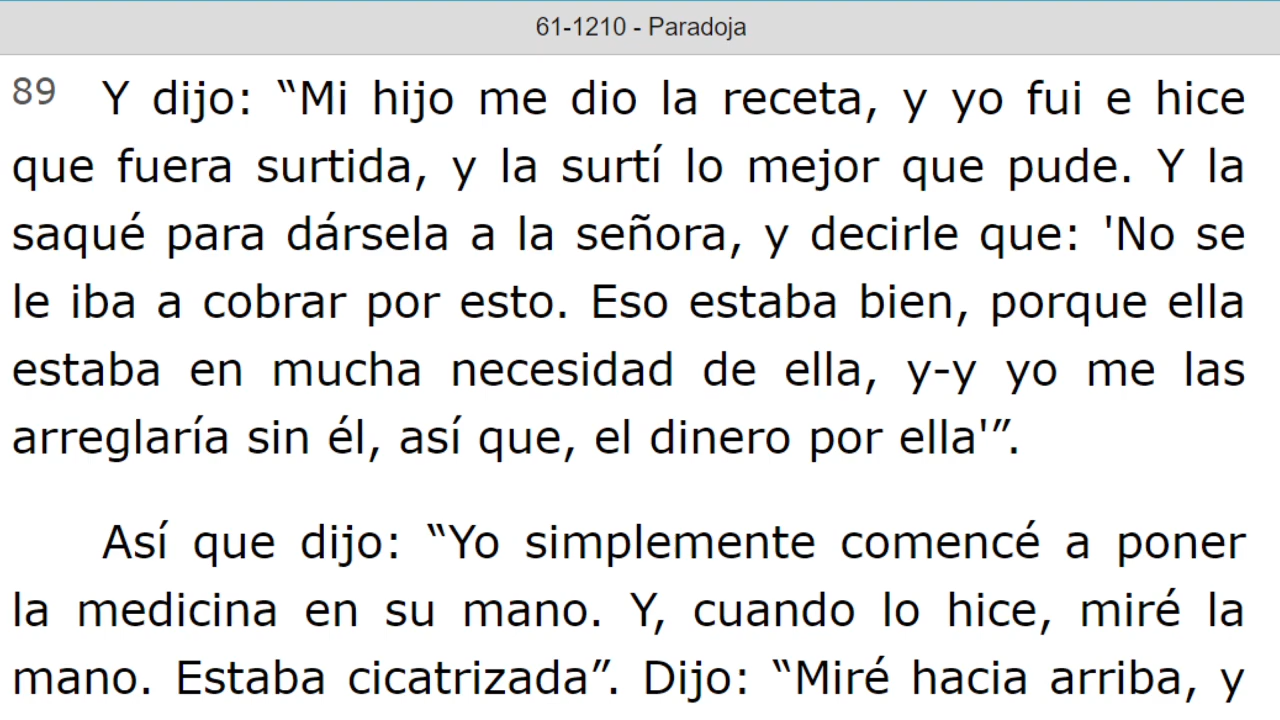 61-1210 - Paradoja
89 Y dijo: “Mi hijo me dio la receta, y yo fui e hice
que fuera surtida, y la surtí lo mejor que pude. Y la
saqué para dársela a la señora, y decirle que: 'No se
le iba a cobrar por esto. Eso estaba bien, porque ella
estaba en mucha necesidad de ella, y-y yo me las
arreglaría sin él, así que, el dinero por ella'”.
Así que dijo: “Yo simplemente comencé a poner
la medicina en su mano. Y, cuando lo hice, miré la
mano. Estaba cicatrizada”. Dijo: “Miré hacia arriba, y